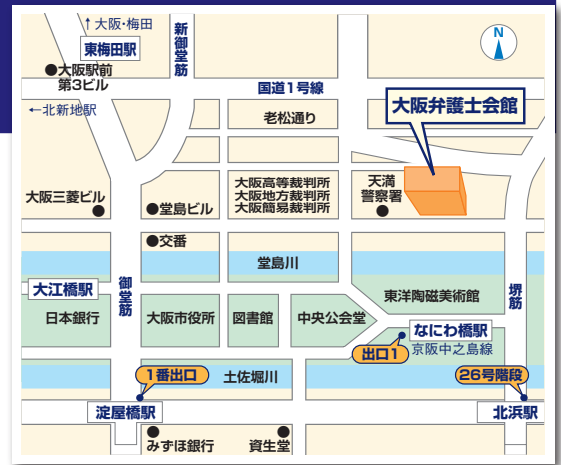 ↑大阪・梅田
東梅田駅
新御堂筋
N
●大阪駅前
第3ビル
国道1号線
←北新地駅
老松通り
大阪弁護士会館
大阪高等裁判所
大阪地方裁判所
大阪簡易裁判所
天満
警察署
大阪三菱ビル
●堂島ビル
●交番
堂島川
大江橋駅
御堂筋
堺筋
東洋陶磁美術館
日本銀行
大阪市役所
図書館
中央公会堂
なにわ橋駅
京阪中之島線
出口1
1番出口
土佐堀川
26号階段
淀屋橋駅
北浜駅
みずほ銀行
資生堂